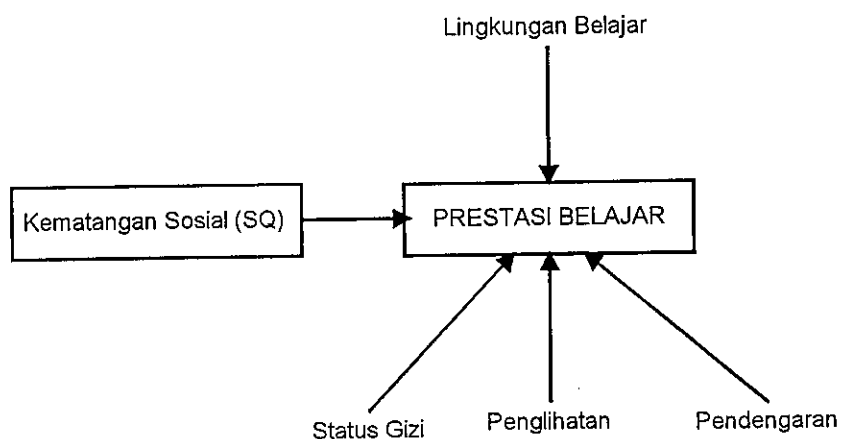 Lingkungan Belajar
Kematangan Sosial (SQ)
PRESTASI BELAJAR
Status Gizi
Penglihatan
Pendengaran